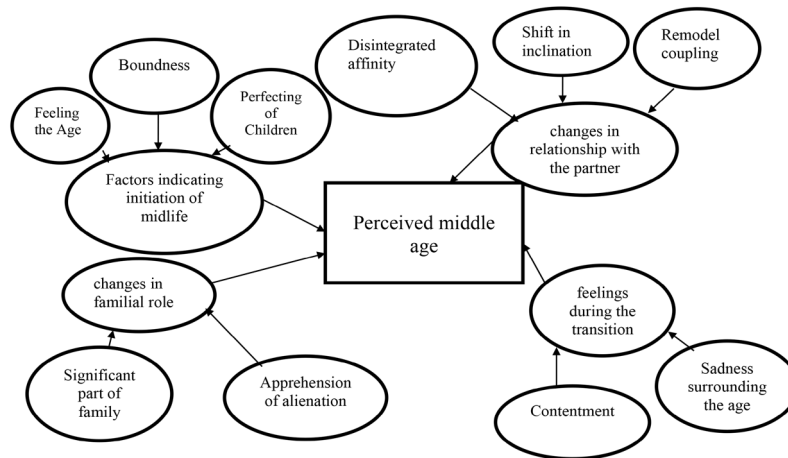 Boundness
Feeling
the Age
Perfecting
of
Children
Factors indicating
initiation of
midlife
Disintegrated
affinity
Shift in
inclination
Remodel
coupling
changes in
relationship with
the partner
Perceived middle
age
changes in
familial role
Significant
part of
family
Apprehension
of alienation
feelings
during the
transition
Contentment
Sadness
surrounding
the age